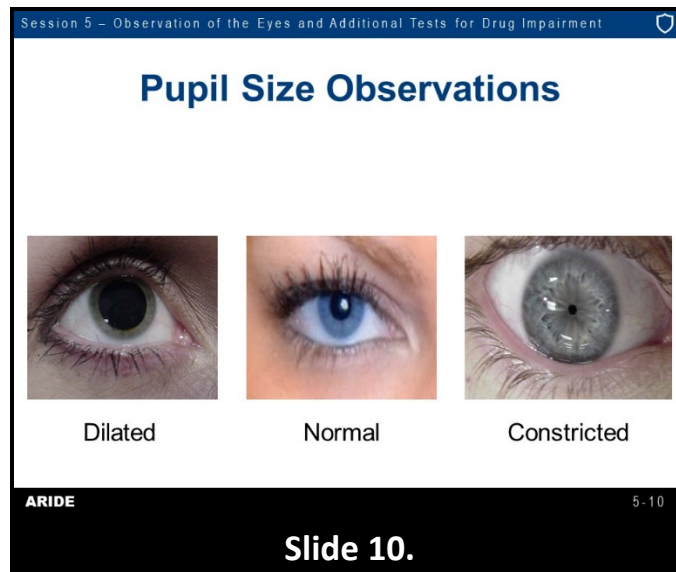 Session 5 – Observation of the Eyes and Additional Tests for Drug Impairment
Pupil Size Observations
Dilated
Normal
Constricted
ARIDE
5-10
Slide 10.